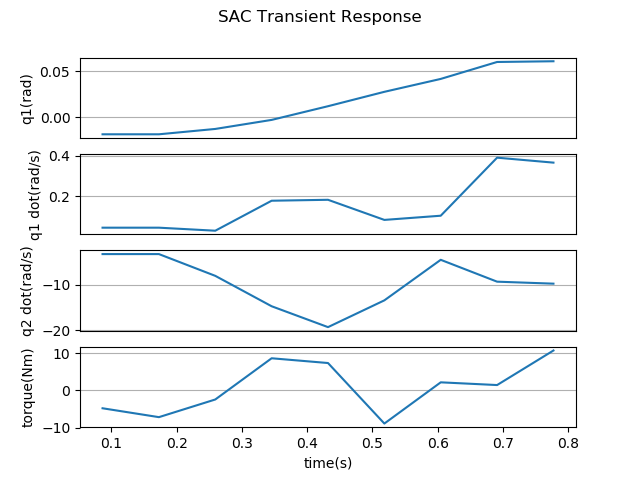 SAC Transient Response
q1(rad)
0.05
0.00
q1 dot(rad/s)
0.4
0.2
q2 dot(rad/s)
−10
−20
torque(Nm)
10
0
−10
0.1 0.2 0.3 0.4 0.5 0.6 0.7 0.8
time(s)